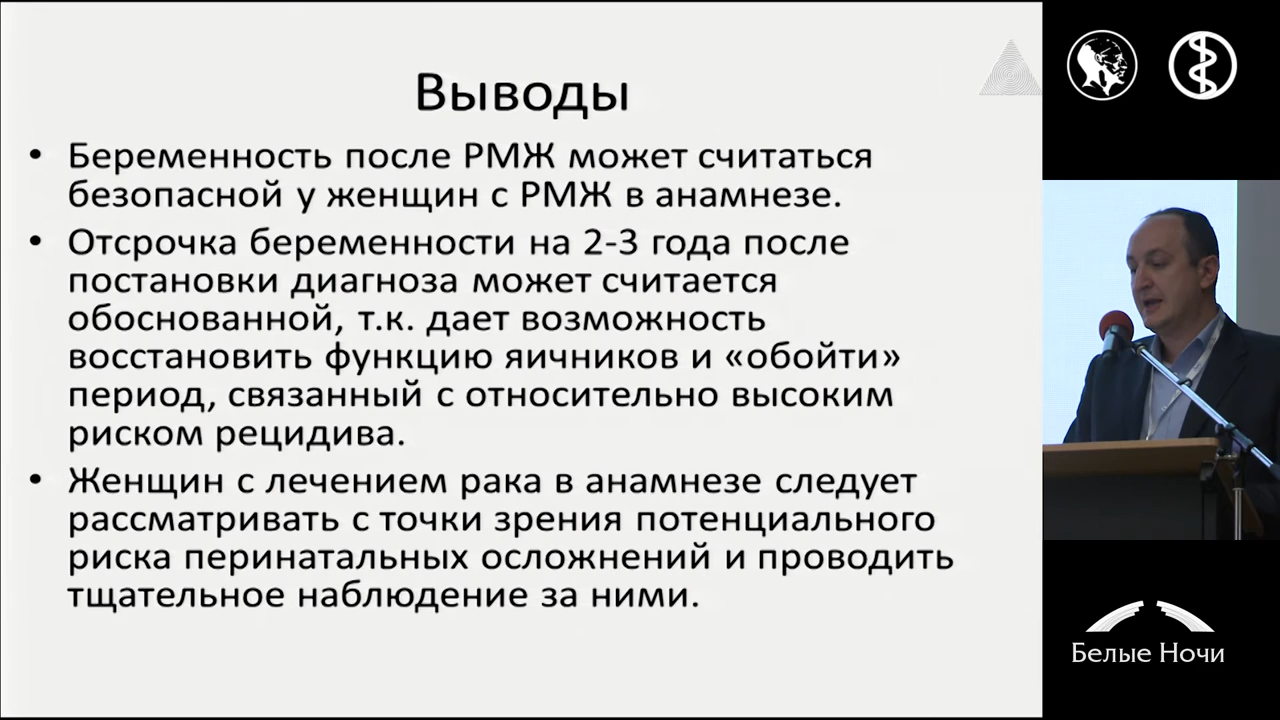 Выводы
• Беременность после РМЖ может считаться
безопасной у женщин с РМЖ в анамнезе.
• Отсрочка беременности на 2-3 года после
постановки диагноза может считается
обоснованной, т.к. дает возможность
восстановить функцию яичников и «обойти»
период, связанный с относительно высоким
риском рецидива.
• Женщин с лечением рака в анамнезе следует
рассматривать с точки зрения потенциального
риска перинатальных осложнений и проводить
тщательное наблюдение за ними.
Белые Ночи